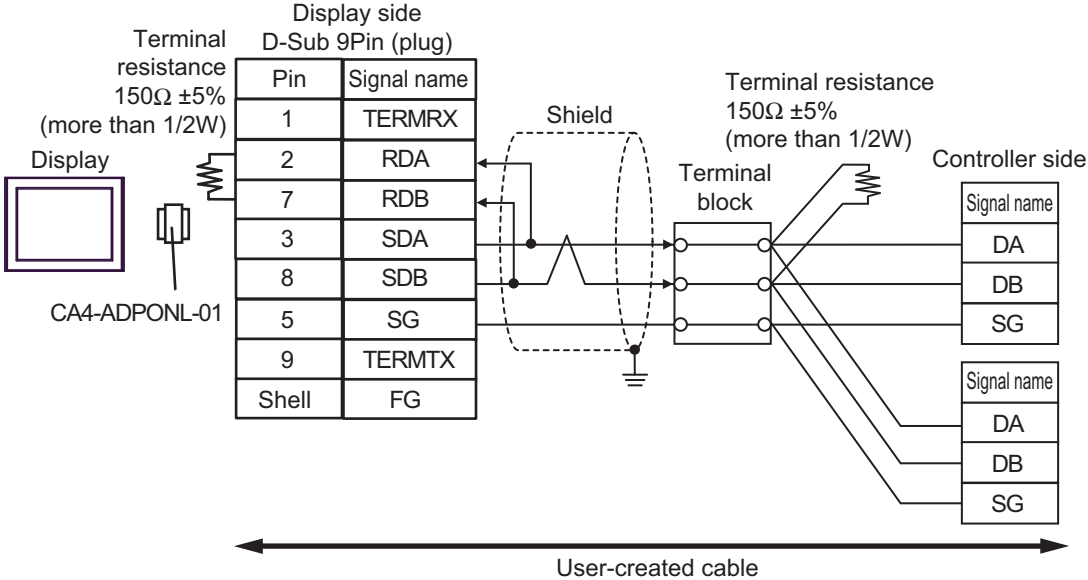 Display side
D-Sub 9Pin (plug)
Terminal
resistance
150Ω ±5%
(more than 1/2W)
Display
CA4-ADPONL-01
Pin Signal name
1 TERMRX
2 RDA
7 RDB
3 SDA
8 SDB
5 SG
9 TERMTX
Shell FG
Shield
Terminal
block
Terminal resistance
150Ω ±5%
(more than 1/2W)
Controller side
Signal name
DA
DB
SG
Signal name
DA
DB
SG
User-created cable